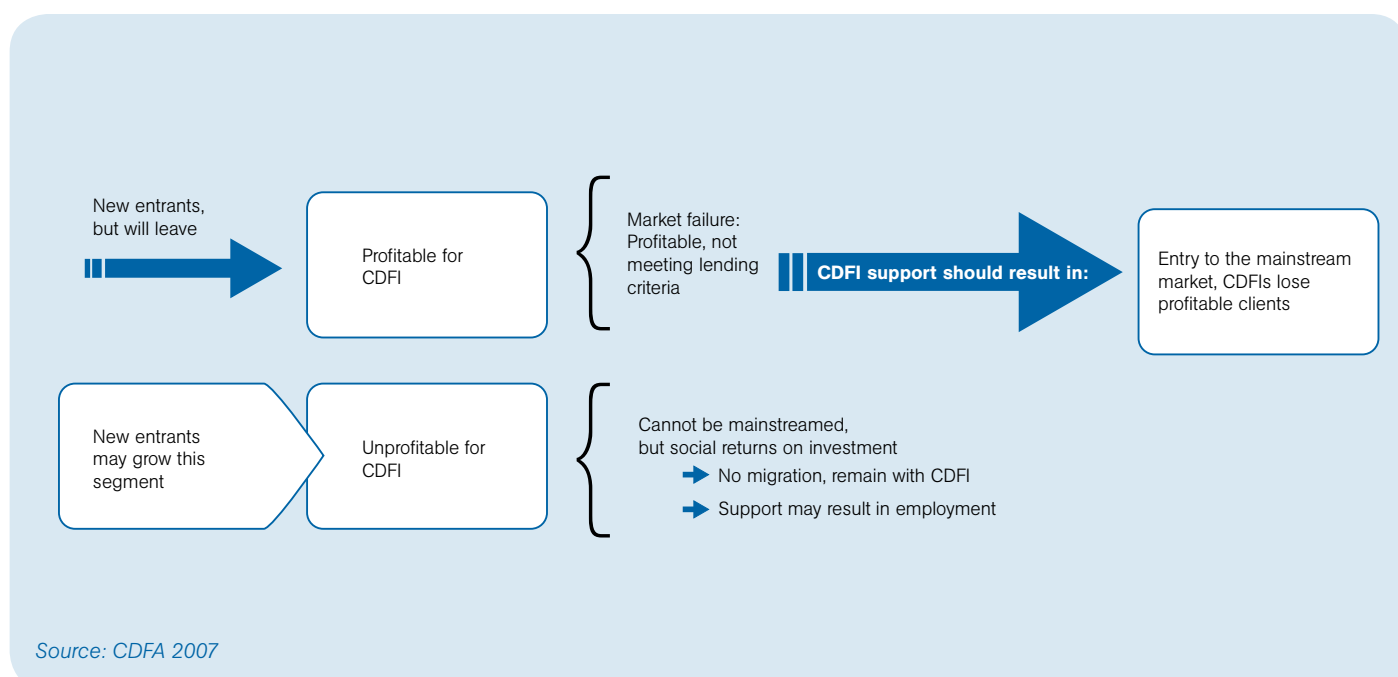 New entrants,
but will leave
Profitable for
CDFI
Market failure:
Profitable, not
meeting lending
criteria
CDFI support should result in:
Entry to the mainstream
market, CDFIs lose
profitable clients
New entrants
may grow this
segment
Unprofitable for
CDFI
Cannot be mainstreamed,
but social returns on investment
No migration, remain with CDFI
Support may result in employment
Source: CDFA 2007